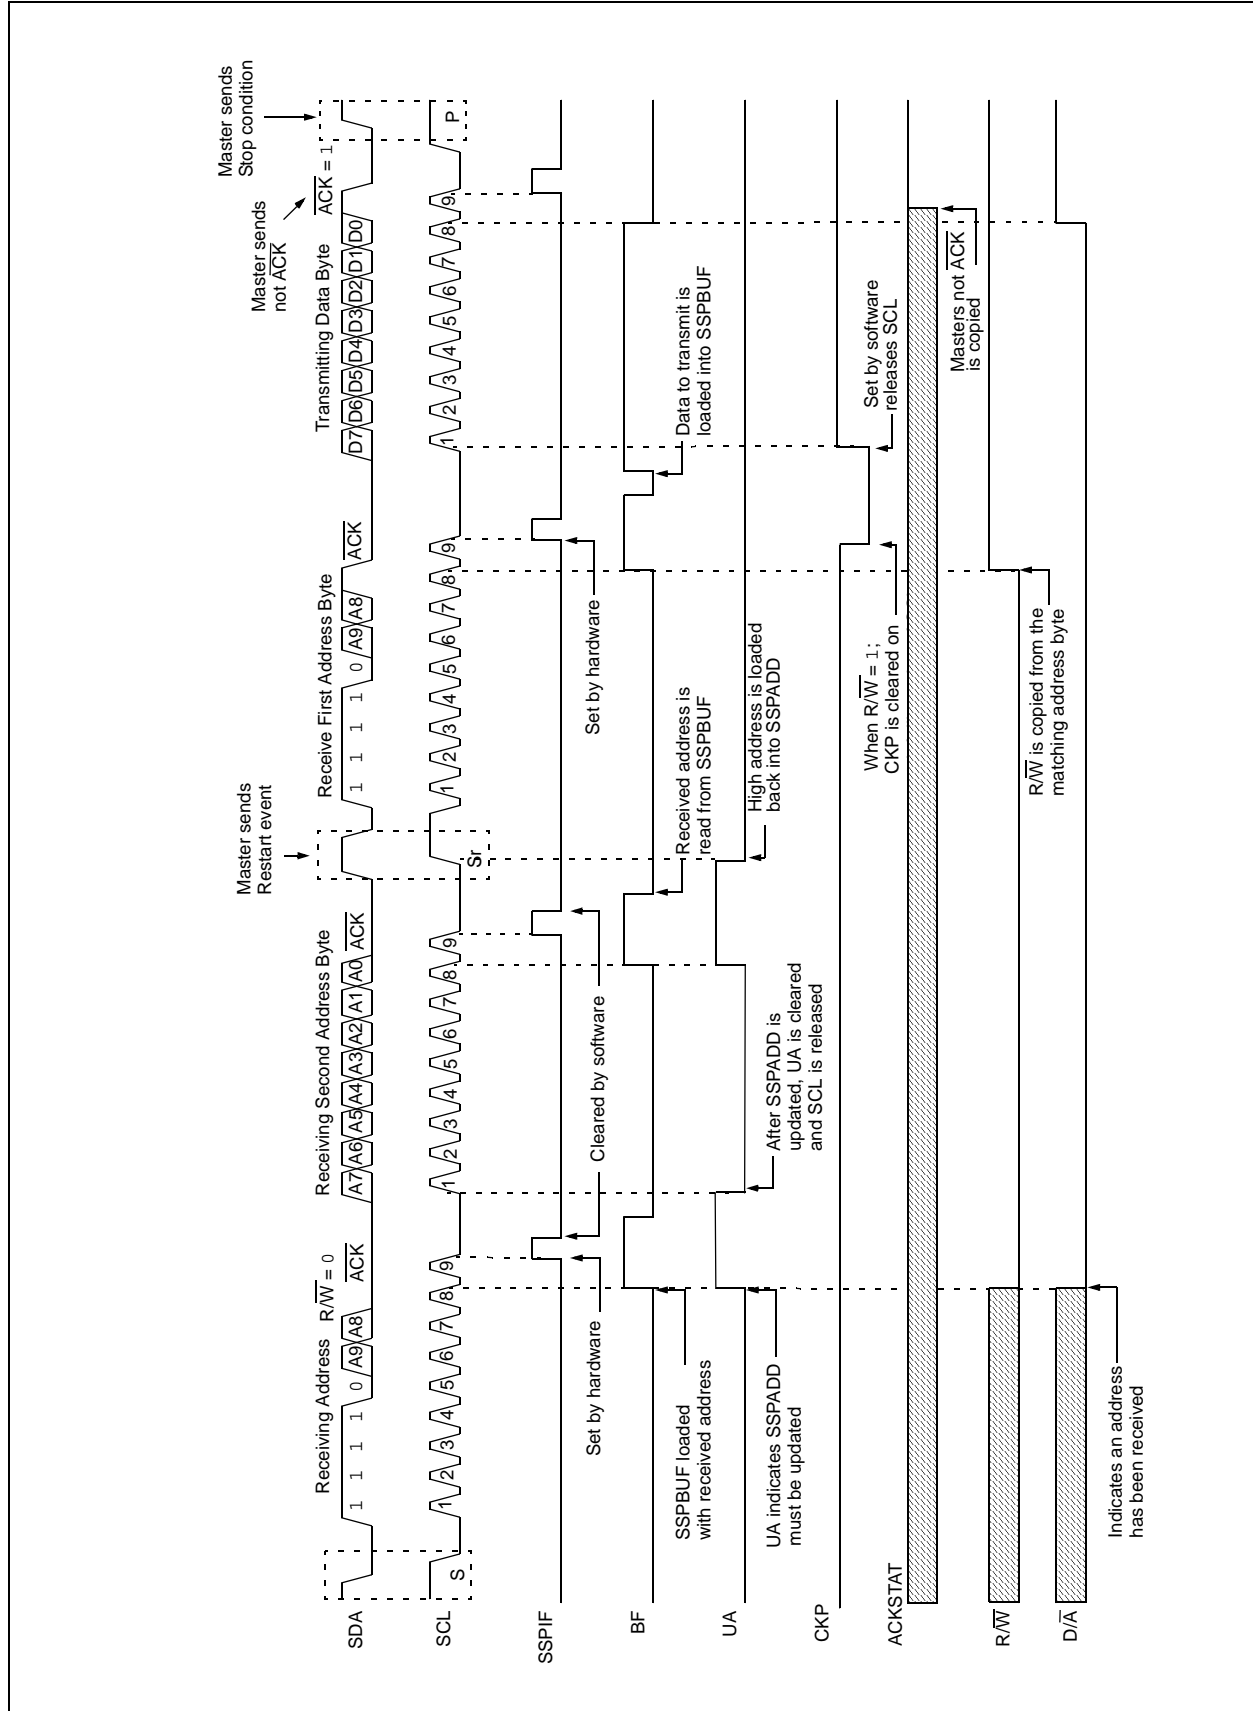 Master sends
Stop condition
Master sends
not ACK
Master sends
Restart event
Receiving Address R/W = 0
ACK
Receiving Second Address Byte
ACK
Receive First Address Byte
ACK
Transmitting Data Byte
ACK = 1
SDA
1 1 1 1 0 A9 A8
A7 A6 A5 A4 A3 A2 A1 A0
1 1 1 1 0 A9 A8
D7 D6 D5 D4 D3 D2 D1 D0
SCL
S
1 2 3 4 5 6 7 8 9
1 2 3 4 5 6 7 8 9
Sr
1 2 3 4 5 6 7 8 9
1 2 3 4 5 6 7 8 9
P
SSPIF
Set by hardware
Cleared by software
Set by hardware
BF
SSPBUF loaded
with received address
Received address is
read from SSPBUF
Data to transmit is
loaded into SSPBUF
UA
UA indicates SSPADD
must be updated
After SSPADD is
updated, UA is cleared
and SCL is released
High address is loaded
back into SSPADD
CKP
When R/W = 1;
CKP is cleared on
Set by software
releases SCL
ACKSTAT
Masters not ACK
is copied
R/W
R/W is copied from the
matching address byte
D/A
Indicates an address
has been received